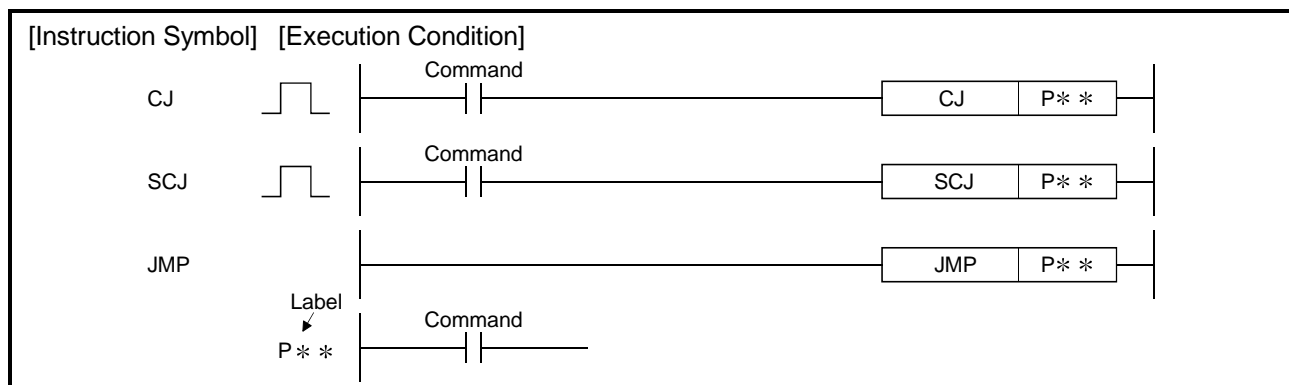 [Instruction Symbol] [Execution Condition]
Command
CJ CJ P＊＊
Command
SCJ SCJ P＊＊
JMP JMP P＊＊
Label
Command
P＊＊